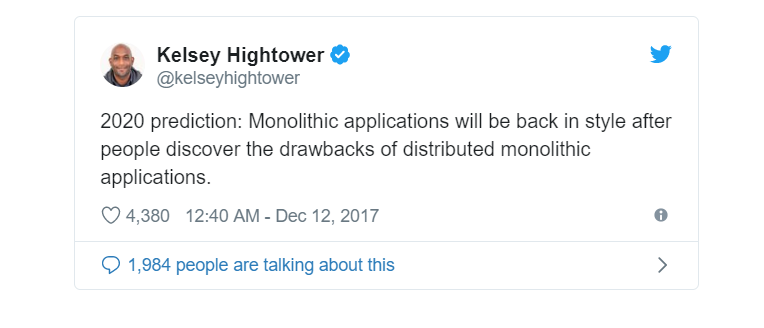 Kelsey Hightower
@kelseyhightower
2020 prediction: Monolithic applications will be back in style after
people discover the drawbacks of distributed monolithic
applications.
4,380 12:40 AM - Dec 12, 2017
1,984 people are talking about this